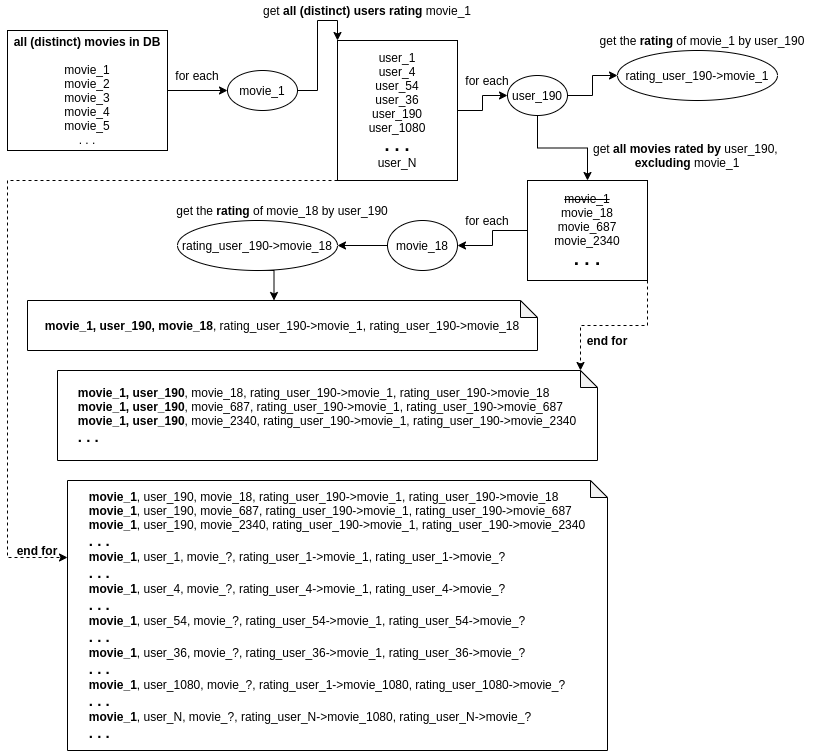 get all (distinct) users rating movie_1
all (distinct) movies in DB
movie_1
movie_2
movie_3
movie_4
movie_5
. . .
for each
movie_1
user_1
user_4
user_54
user_36
user_190
user_1080
. . .
user_N
for each
user_190
get the rating of movie_1 by user_190
rating_user_190->movie_1
get all movies rated by user_190,
excluding movie_1
movie_1
movie_18
movie_687
movie_2340
. . .
for each
movie_18
get the rating of movie_18 by user_190
rating_user_190->movie_18
movie_1, user_190, movie_18, rating_user_190->movie_1, rating_user_190->movie_18
end for
movie_1, user_190, movie_18, rating_user_190->movie_1, rating_user_190->movie_18
movie_1, user_190, movie_687, rating_user_190->movie_1, rating_user_190->movie_687
movie_1, user_190, movie_2340, rating_user_190->movie_1, rating_user_190->movie_2340
. . .
end for
movie_1, user_190, movie_18, rating_user_190->movie_1, rating_user_190->movie_18
movie_1, user_190, movie_687, rating_user_190->movie_1, rating_user_190->movie_687
movie_1, user_190, movie_2340, rating_user_190->movie_1, rating_user_190->movie_2340
. . .
movie_1, user_1, movie_?, rating_user_1->movie_1, rating_user_1->movie_?
. . .
movie_1, user_4, movie_?, rating_user_4->movie_1, rating_user_4->movie_?
. . .
movie_1, user_54, movie_?, rating_user_54->movie_1, rating_user_54->movie_?
. . .
movie_1, user_36, movie_?, rating_user_36->movie_1, rating_user_36->movie_?
. . .
movie_1, user_1080, movie_?, rating_user_1->movie_1080, rating_user_1080->movie_?
. . .
movie_1, user_N, movie_?, rating_user_N->movie_1080, rating_user_N->movie_?
. . .